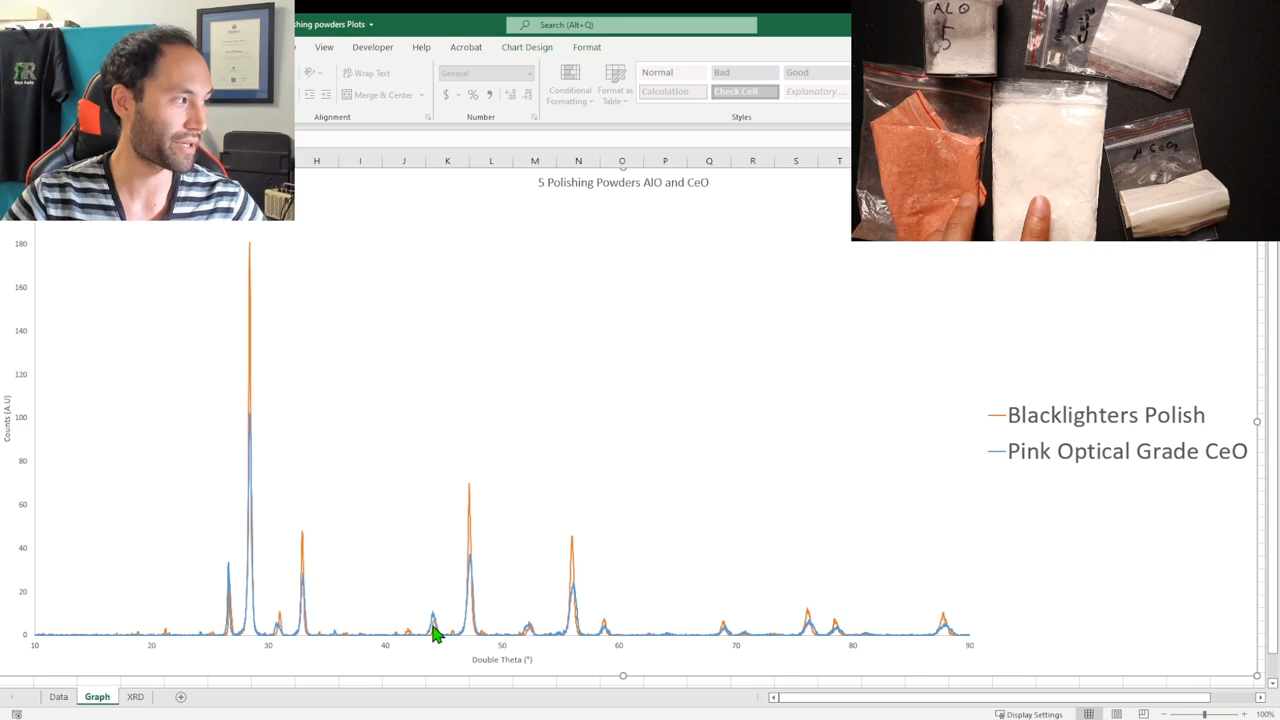 shing powders Plots
Search (Alt+Q)
View Developer Help Acrobat Chart Design Format
Wrap Text
General
Merge & Center
$ % 9
Conditional
Formatting
Format as
Table
Normal Bad Good
Calculation Check Cell Explanatory ...
Alignment Number Styles
H I J K L M N O P Q R S T
5 Polishing Powders AlO and CeO
180
160
140
120
100
80
60
40
20
0
Counts (A.U)
10 20 30 40 50 60 70 80 90
Double Theta (°)
Blacklighters Polish
Pink Optical Grade CeO
ALO
5
μ CeO2
Data Graph XRD
Display Settings
100%